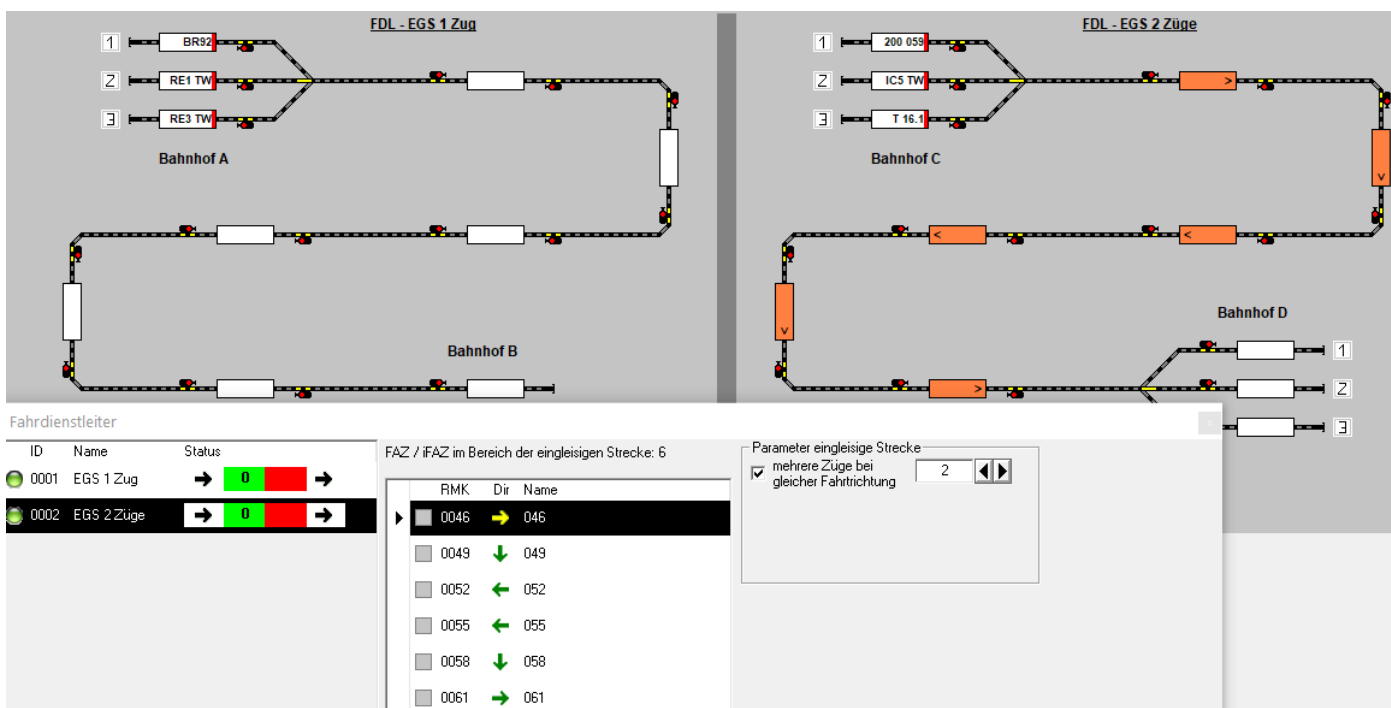 FDL - EGS 1 Zug
1 BR92
2 RE1 TW
3 RE3 TW
Bahnhof A
Bahnhof B
FDL - EGS 2 Züge
1 200 059
2 IC5 TW >
3 T 16.1
Bahnhof C
v
< <
v
>
Bahnhof D
1
2
3
Fahrdienstleiter
ID Name Status
0001 EGS 1 Zug 0
0002 EGS 2 Züge 0
FAZ / iFAZ im Bereich der eingleisigen Strecke: 6
RMK Dir Name
0046 → 046
0049 ↓ 049
0052 ← 052
0055 ← 055
0058 ↓ 058
0061 → 061
Parameter eingleisige Strecke
mehrere Züge bei
gleicher Fahrtrichtung 2